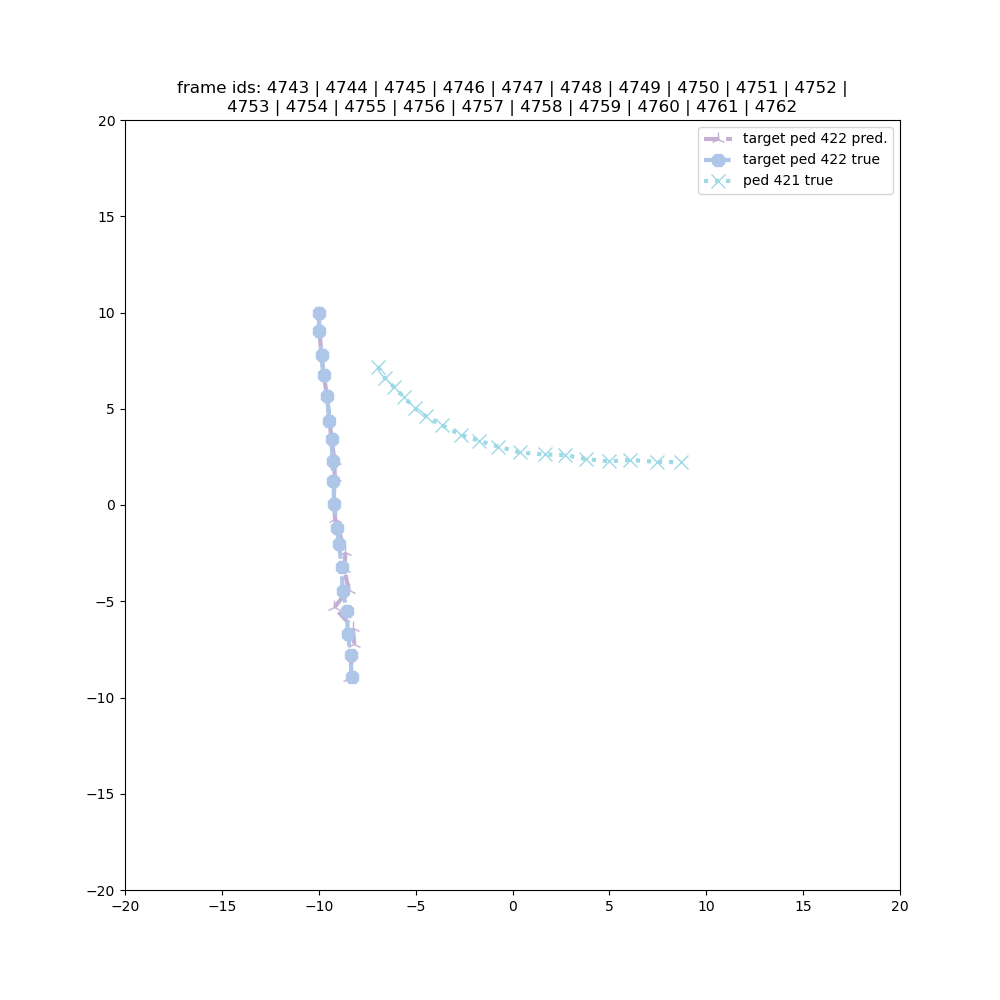 frame ids: 4743 | 4744 | 4745 | 4746 | 4747 | 4748 | 4749 | 4750 | 4751 | 4752 |
4753 | 4754 | 4755 | 4756 | 4757 | 4758 | 4759 | 4760 | 4761 | 4762
target ped 422 pred.
target ped 422 true
ped 421 true
20
15
10
5
0
−5
−10
−15
−20
−20 −15 −10 −5 0 5 10 15 20